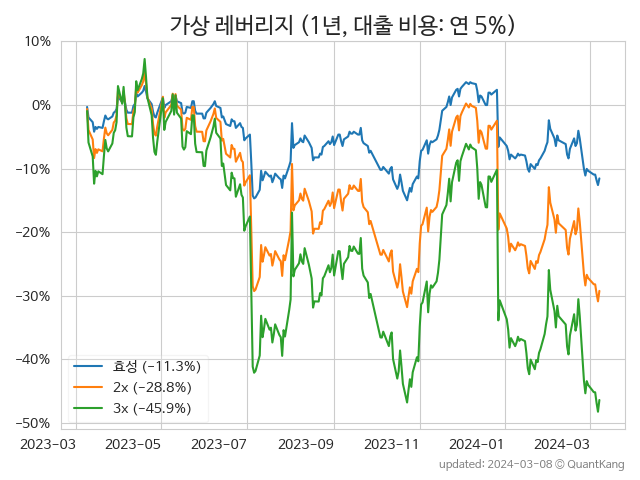 가상 레버리지 (1년, 대출 비용: 연 5%)
10%
0%
−10%
−20%
−30%
−40%
−50%
효성 (−11.3%)
2x (−28.8%)
3x (−45.9%)
2023-03 2023-05 2023-07 2023-09 2023-11 2024-01 2024-03
updated: 2024-03-08 © QuantKang